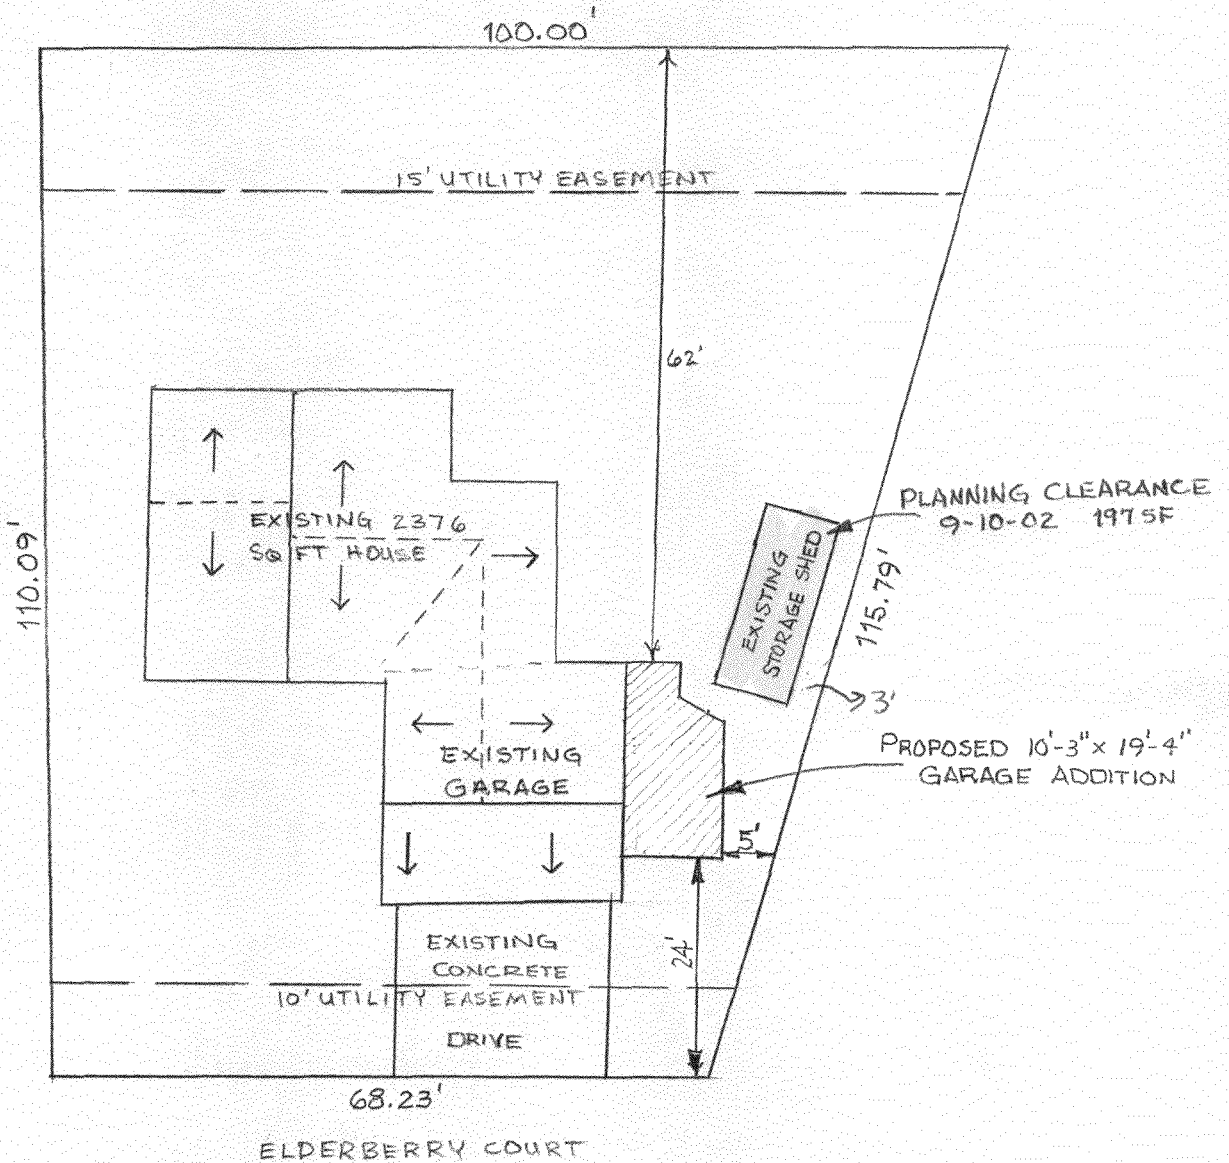 100.00'
15' UTILITY EASEMENT
62'
PLANNING CLEARANCE
9-10-02 197 SF
EXISTING 2376
SQ FT HOUSE
110.09'
EXISTING
STORAGE SHED
115.79'
3'
PROPOSED 10'-3" x 19'-4"
GARAGE ADDITION
EXISTING
GARAGE
5'
24'
EXISTING
CONCRETE
10' UTILITY EASEMENT
DRIVE
68.23'
ELDERBERRY COURT